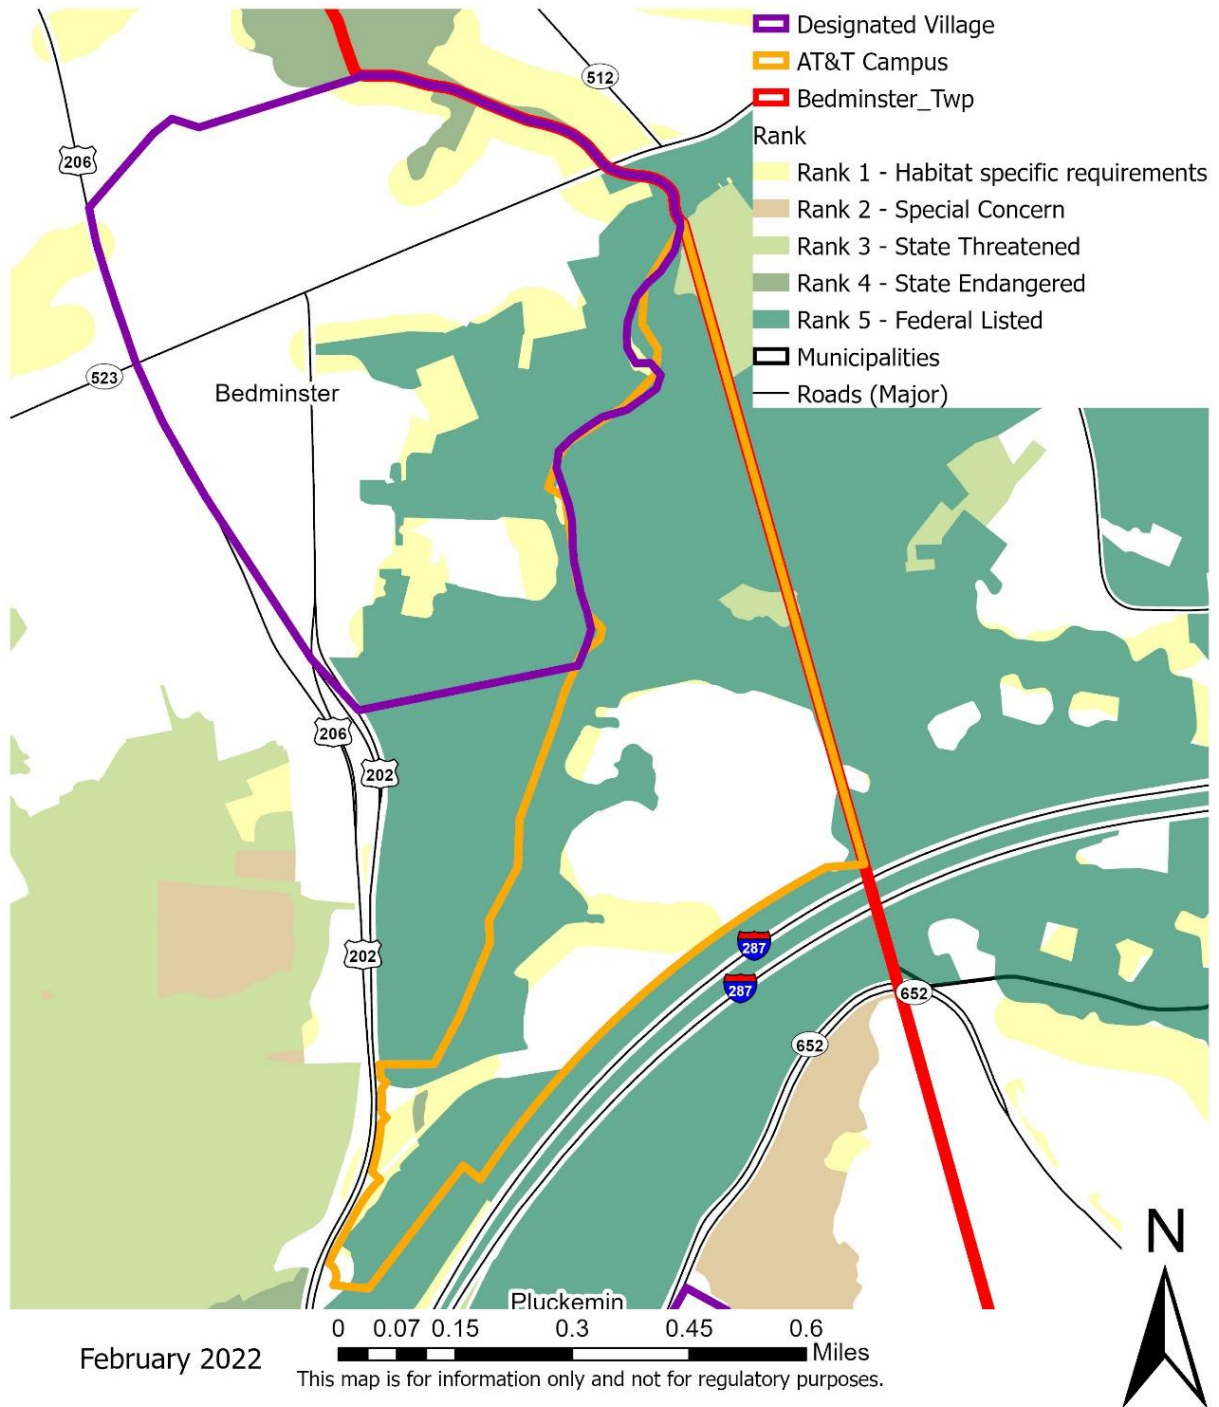 Designated Village
AT&T Campus
Bedminster_Twp
Rank
Rank 1 - Habitat specific requirements
Rank 2 - Special Concern
Rank 3 - State Threatened
Rank 4 - State Endangered
Rank 5 - Federal Listed
Municipalities
Roads (Major)
512
206
523
Bedminster
206
202
202
287
287
652
652
Pluckemin
N
0 0.07 0.15 0.3 0.45 0.6
Miles
February 2022
This map is for information only and not for regulatory purposes.